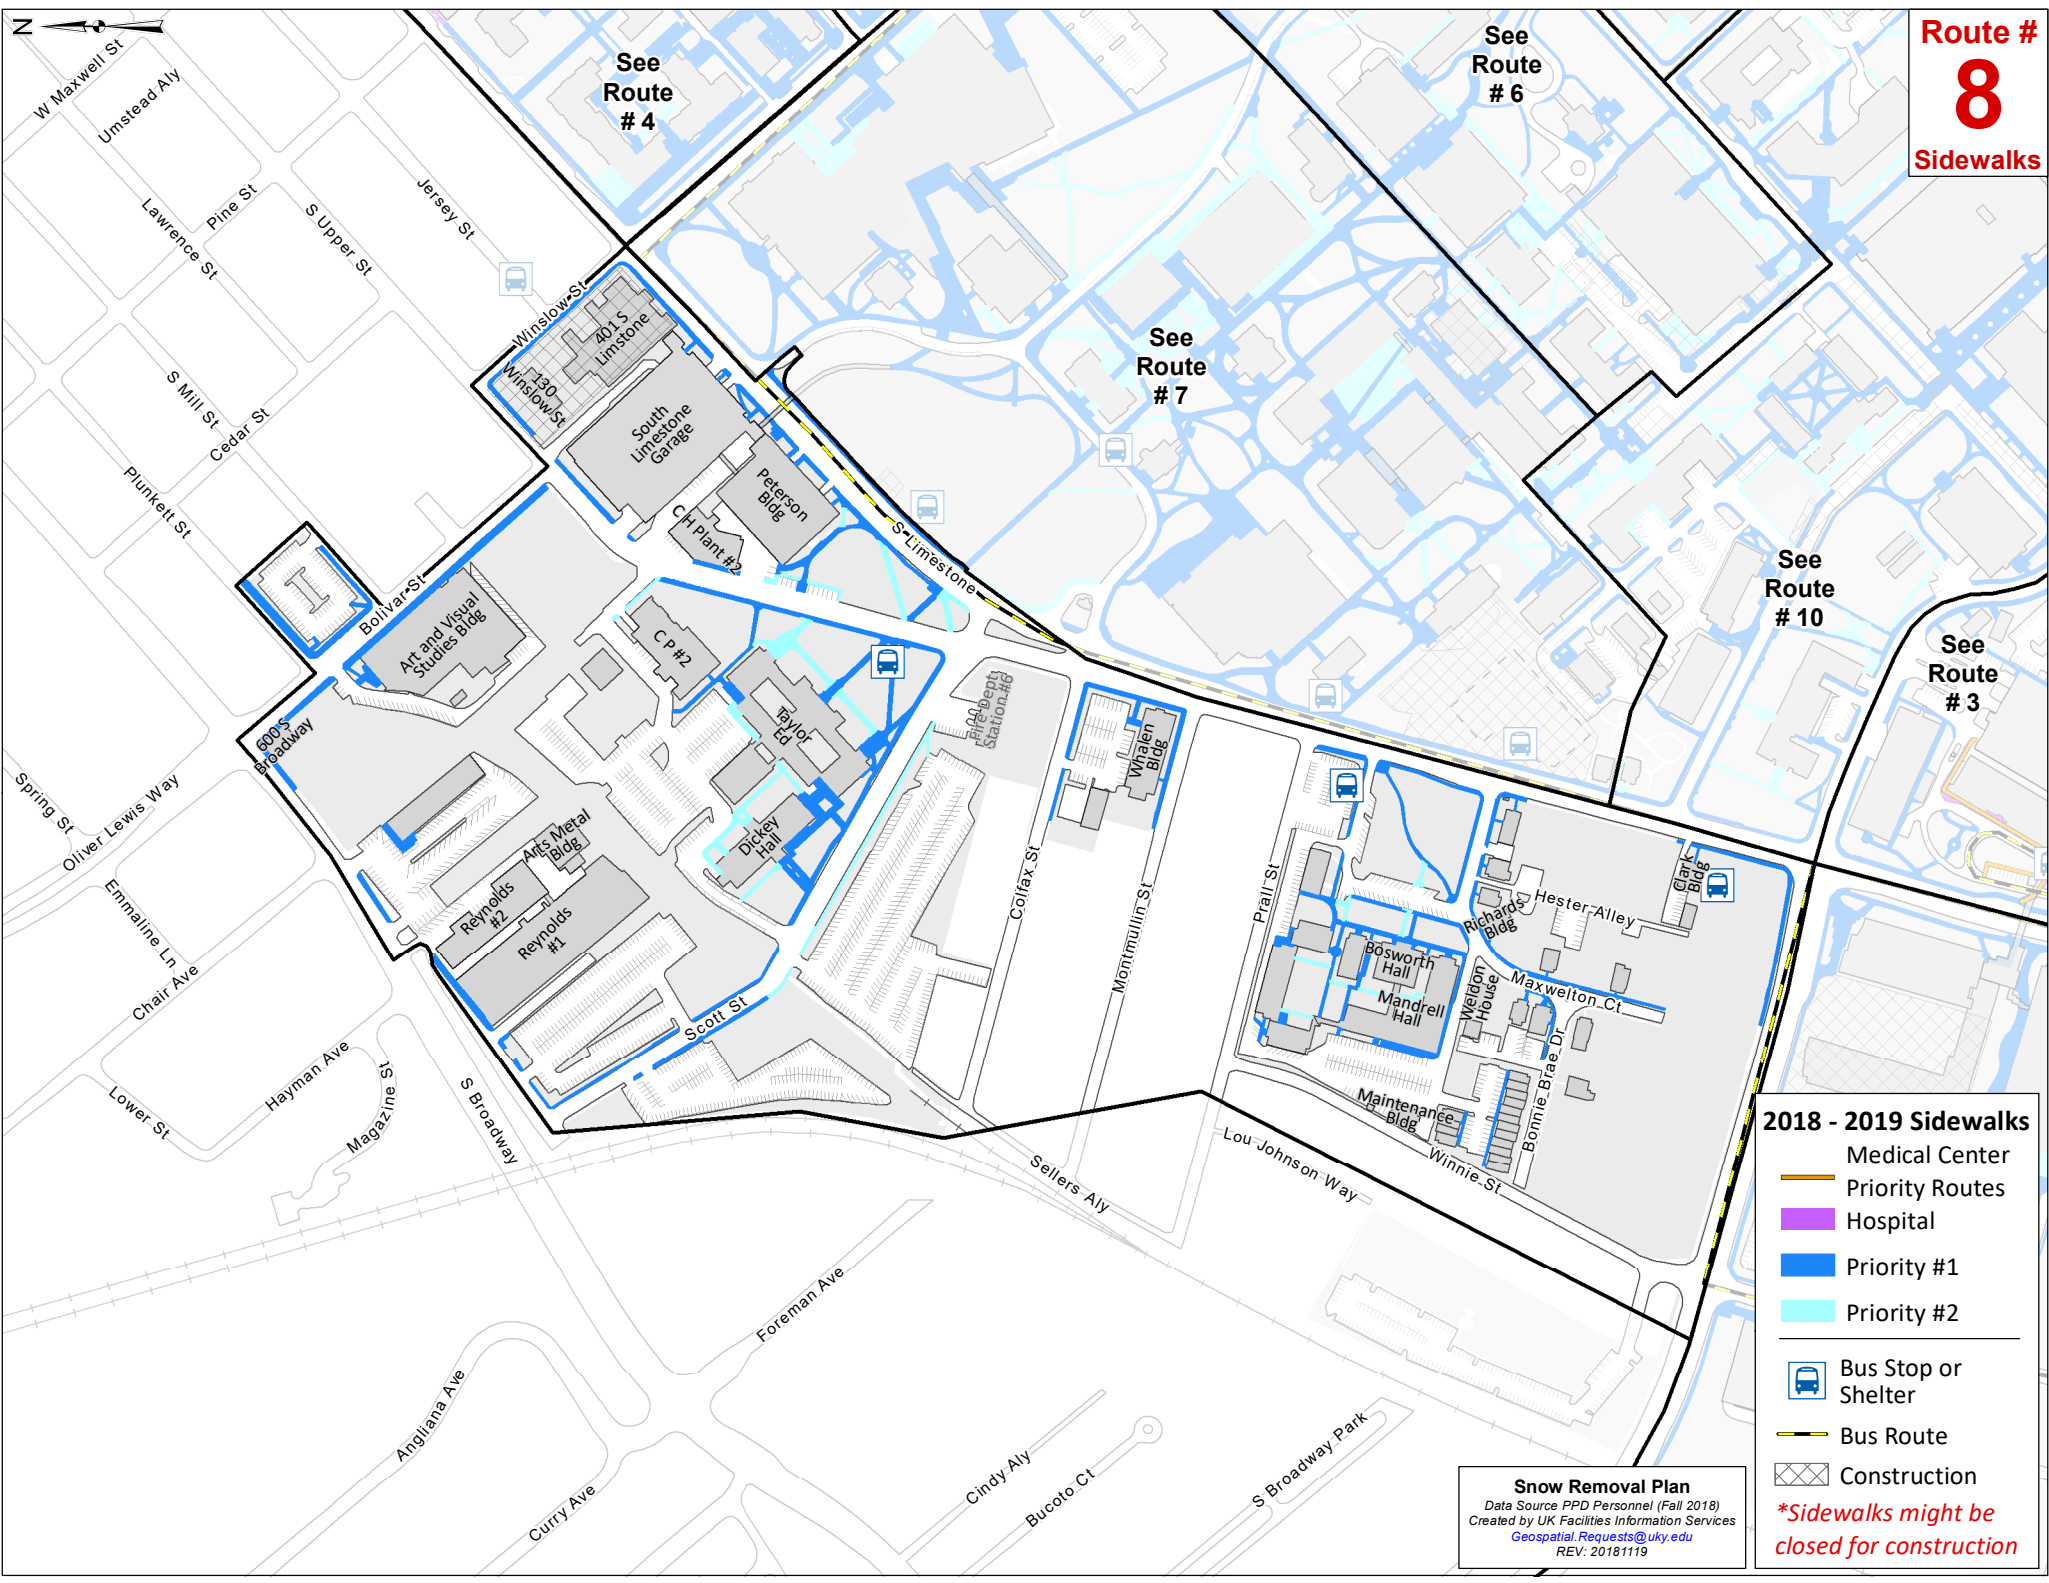 N
W Maxwell St
Umstead Aly
Pine St
Lawrence St
S Upper St
Jersey St
S Mill St
Cedar St
Plunkett St
Winslow St
Bolivar St
Spring St
Oliver Lewis Way
Emmaline Ln
Chair Ave
Hayman Ave
Lower St
Magazine St
S Broadway
Scott St
S Limestone
Colifax St
Montmullin St
Prall St
Hester Alley
Maxwelton Ct
Bonnie Brae Dr
Winnie St
Lou Johnson Way
Sellers Aly
Foreman Ave
Angliana Ave
Curry Ave
Cindy Aly
Bucoto Ct
S Broadway Park
See
Route
# 4
See
Route
# 6
See
Route
# 7
See
Route
# 10
See
Route
# 3
401 S
Limstone
130
Winslow St
South
Limestone
Garage
Peterson
Bldg
C H Plant #2
Art and Visual
Studies Bldg
C P #2
600 S
Broadway
Taylor
Ed
Dickey
Hall
Arts Metal
Bldg
Reynolds
#2
Reynolds
#1
Fire Dept
Station #6
Whalen
Bldg
Clark
Bldg
Richards
Bldg
Bosworth
Hall
Mandrell
Hall
Weldon
House
Maintenance
Bldg
Route #
8
Sidewalks
2018 - 2019 Sidewalks
Medical Center
Priority Routes
Hospital
Priority #1
Priority #2
Bus Stop or
Shelter
Bus Route
Construction
*Sidewalks might be
closed for construction
Snow Removal Plan
Data Source PPD Personnel (Fall 2018)
Created by UK Facilities Information Services
Geospatial.Requests@uky.edu
REV: 20181119